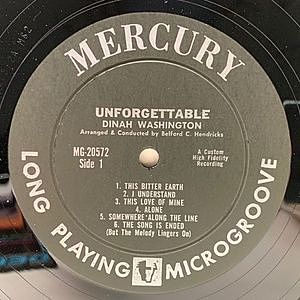 MERCURY
UNFORGETTABLE
DINAH WASHINGTON
Arranged & Conducted by Belford C. Hendricks
MG-20572
Side 1
A Custom
High Fidelity
Recording
1. THIS BITTER EARTH
2. I UNDERSTAND
3. THIS LOVE OF MINE
4. ALONE
5. SOMEWHERE ALONG THE LINE
6. THE SONG IS ENDED
(But The Melody Lingers On)
LONG PLAYING MICROGROOVE